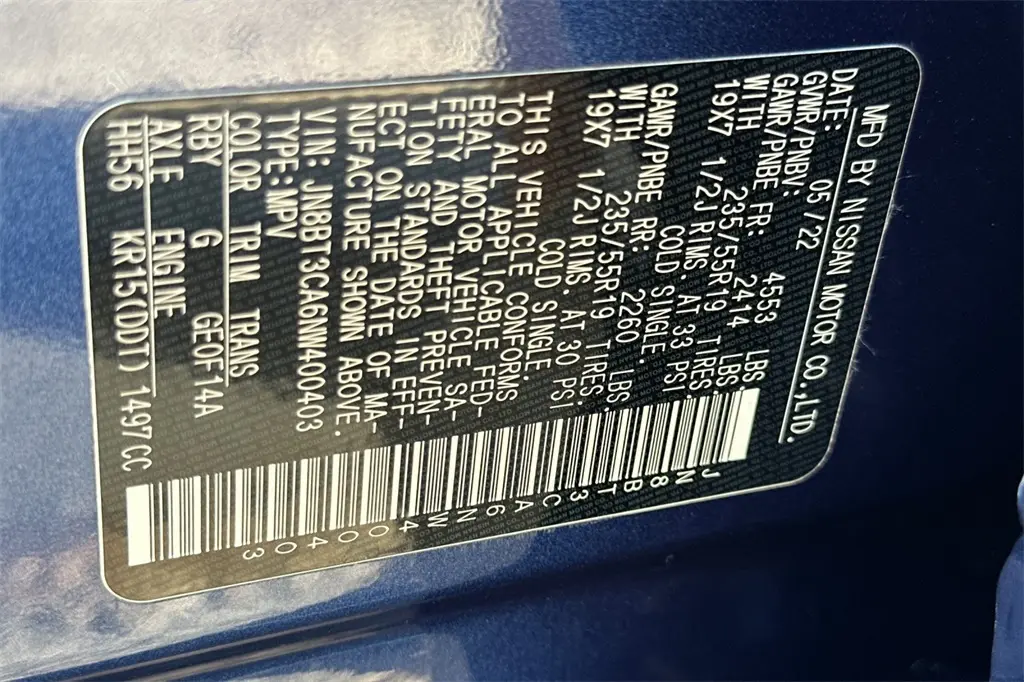 MFD BY NISSAN MOTOR CO.,LTD.
DATE: 05/22
GVWR/PNBV: 4553 LBS.
GAWR/PNBE FR: 2414 LBS.
WITH 235/55R19 TIRES.
19X7 1/2J RIMS. AT 33 PSI
COLD. SINGLE.
GAWR/PNBE RR: 2260 LBS.
WITH 235/55R19 TIRES.
19X7 1/2J RIMS. AT 30 PSI
COLD SINGLE.
THIS VEHICLE CONFORMS
TO ALL APPLICABLE FED-
ERAL MOTOR VEHICLE SA-
FETY AND THEFT PREVEN-
TION STANDARDS IN EFF-
ECT ON THE DATE OF MA-
NUFACTURE SHOWN ABOVE.
VIN: JN8BT3CA6NW400403
TYPE:MPV
COLOR TRIM TRANS
RBY G GE0F14A
AXLE ENGINE
HH56 KR15(DDT) 1497CC
JN8BT3CA6NW400403